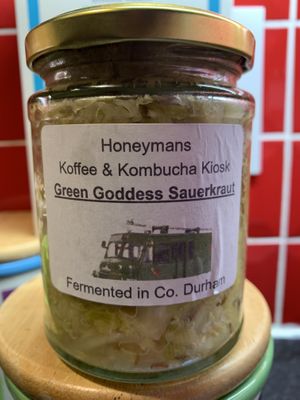 Honeymans
Koffee & Kombucha Kiosk
Green Goddess Sauerkraut
Fermented in Co. Durham